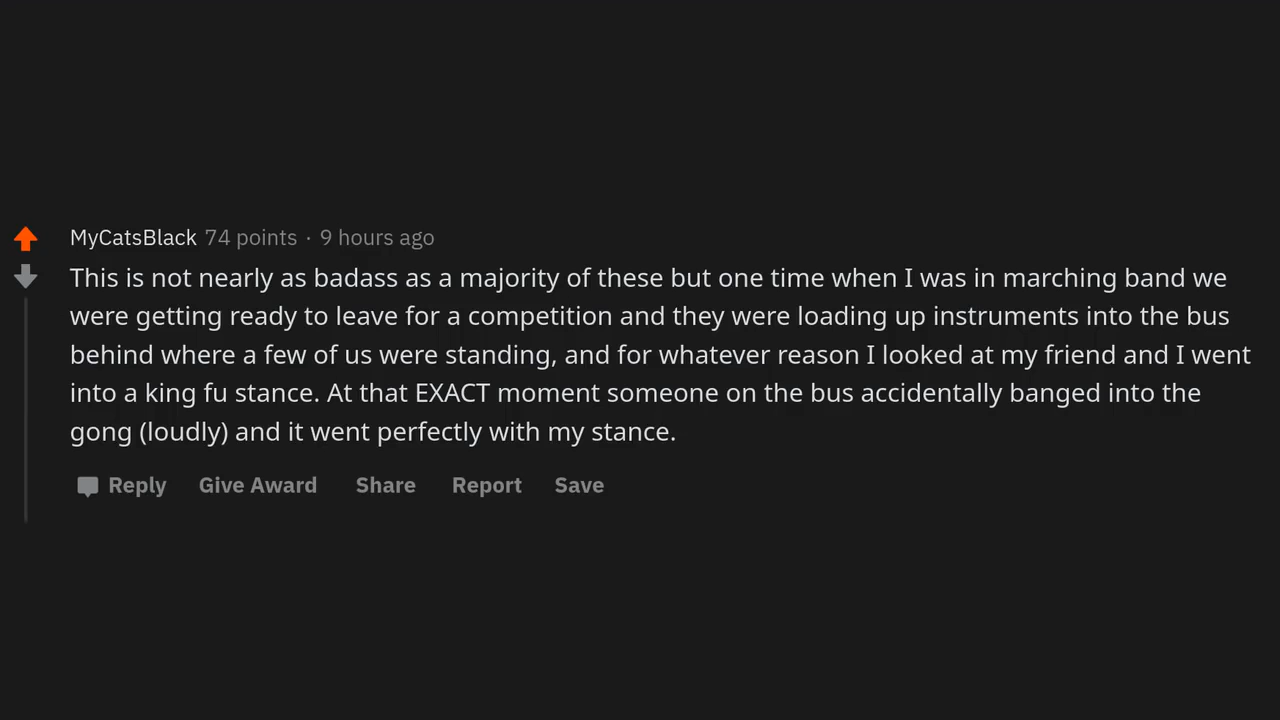 MyCatsBlack 74 points · 9 hours ago
This is not nearly as badass as a majority of these but one time when I was in marching band we
were getting ready to leave for a competition and they were loading up instruments into the bus
behind where a few of us were standing, and for whatever reason I looked at my friend and I went
into a king fu stance. At that EXACT moment someone on the bus accidentally banged into the
gong (loudly) and it went perfectly with my stance.
Reply Give Award Share Report Save